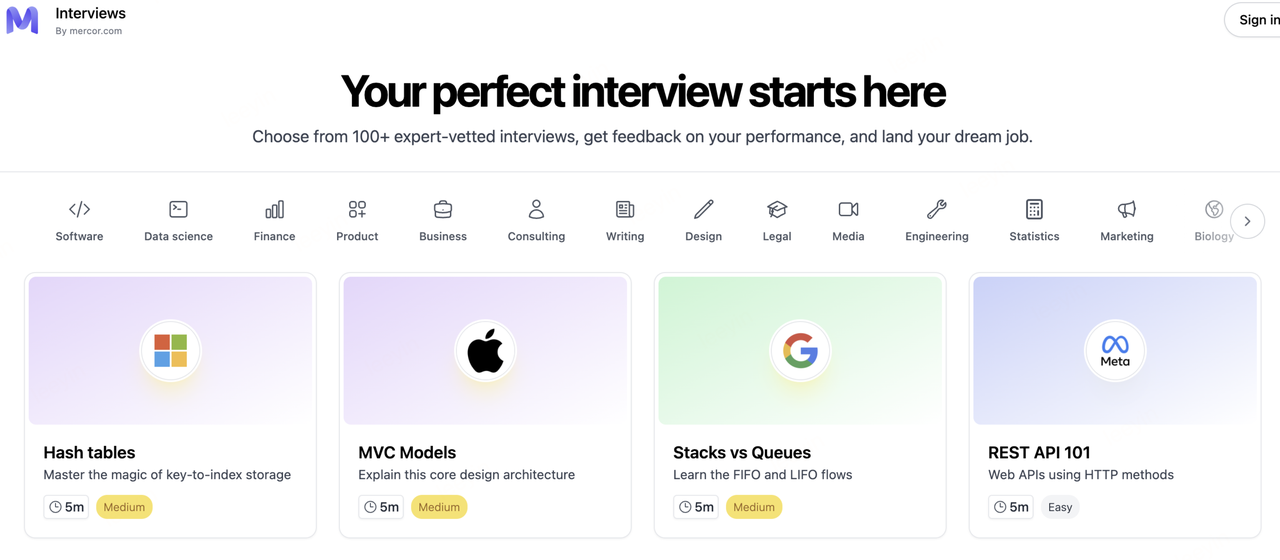 Interviews
By mercor.com
Sign in
Your perfect interview starts here
Choose from 100+ expert-vetted interviews, get feedback on your performance, and land your dream job.
Software Data science Finance Product Business Consulting Writing Design Legal Media Engineering Statistics Marketing Biology
Meta
Hash tables
Master the magic of key-to-index storage
5m Medium
MVC Models
Explain this core design architecture
5m Medium
Stacks vs Queues
Learn the FIFO and LIFO flows
5m Medium
REST API 101
Web APIs using HTTP methods
5m Easy